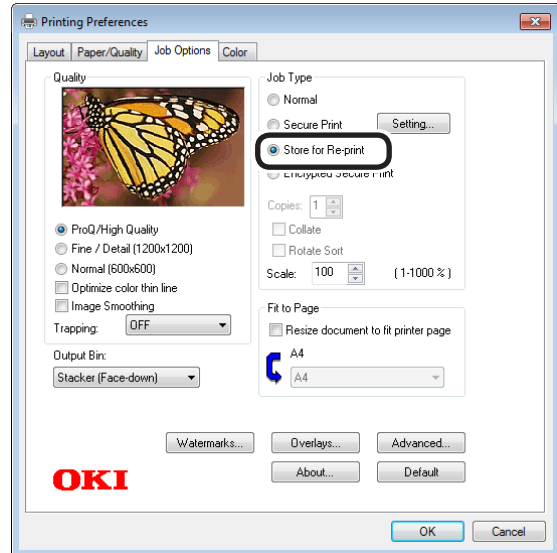 Printing Preferences
Layout Paper/Quality Job Options Color
Quality
ProQ/High Quality
Fine / Detail (1200x1200)
Normal (600x600)
Optimize color thin line
Image Smoothing
Trapping: OFF
Output Bin:
Stacker (Face-down)
Job Type
Normal
Secure Print Setting...
Store for Re-print
Encrypted Secure Print
Copies: 1
Collate
Rotate Sort
Scale: 100 (1-1000 %)
Fit to Page
Resize document to fit printer page
A4
A4
Watermarks... Overlays... Advanced...
About... Default
OKI
OK Cancel